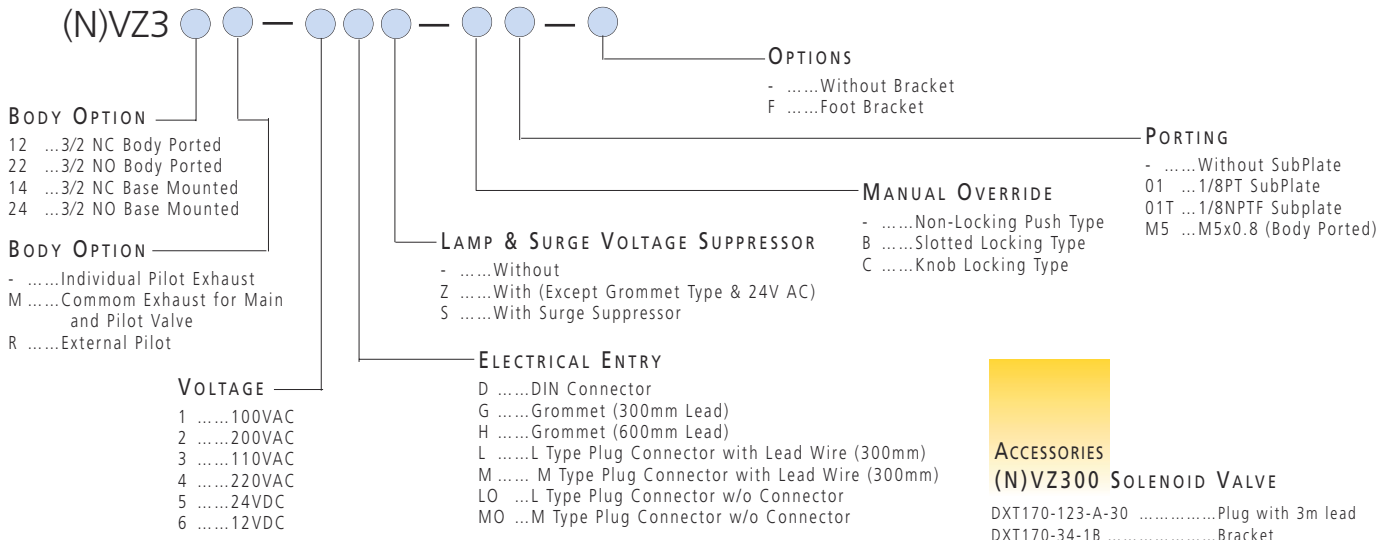 (N)VZ3 — — —
OPTIONS
- ......Without Bracket
F ......Foot Bracket
BODY OPTION
12 ...3/2 NC Body Ported
22 ...3/2 NO Body Ported
14 ...3/2 NC Base Mounted
24 ...3/2 NO Base Mounted
PORTING
- ......Without SubPlate
01 ...1/8PT SubPlate
01T ...1/8NPTF Subplate
M5 ...M5x0.8 (Body Ported)
MANUAL OVERRIDE
- ......Non-Locking Push Type
B ......Slotted Locking Type
C ......Knob Locking Type
LAMP & SURGE VOLTAGE SUPPRESSOR
- ......Without
Z ......With (Except Grommet Type & 24V AC)
S ......With Surge Suppressor
BODY OPTION
- ......Individual Pilot Exhaust
M ......Commom Exhaust for Main
and Pilot Valve
R ......External Pilot
ELECTRICAL ENTRY
D ......DIN Connector
G ......Grommet (300mm Lead)
H ......Grommet (600mm Lead)
L ......L Type Plug Connector with Lead Wire (300mm)
M ...... M Type Plug Connector with Lead Wire (300mm)
LO ...L Type Plug Connector w/o Connector
MO ...M Type Plug Connector w/o Connector
VOLTAGE
1 ......100VAC
2 ......200VAC
3 ......110VAC
4 ......220VAC
5 ......24VDC
6 ......12VDC
ACCESSORIES
(N)VZ300 SOLENOID VALVE
DXT170-123-A-30 ...............Plug with 3m lead
DXT170-34-1B ....................Bracket